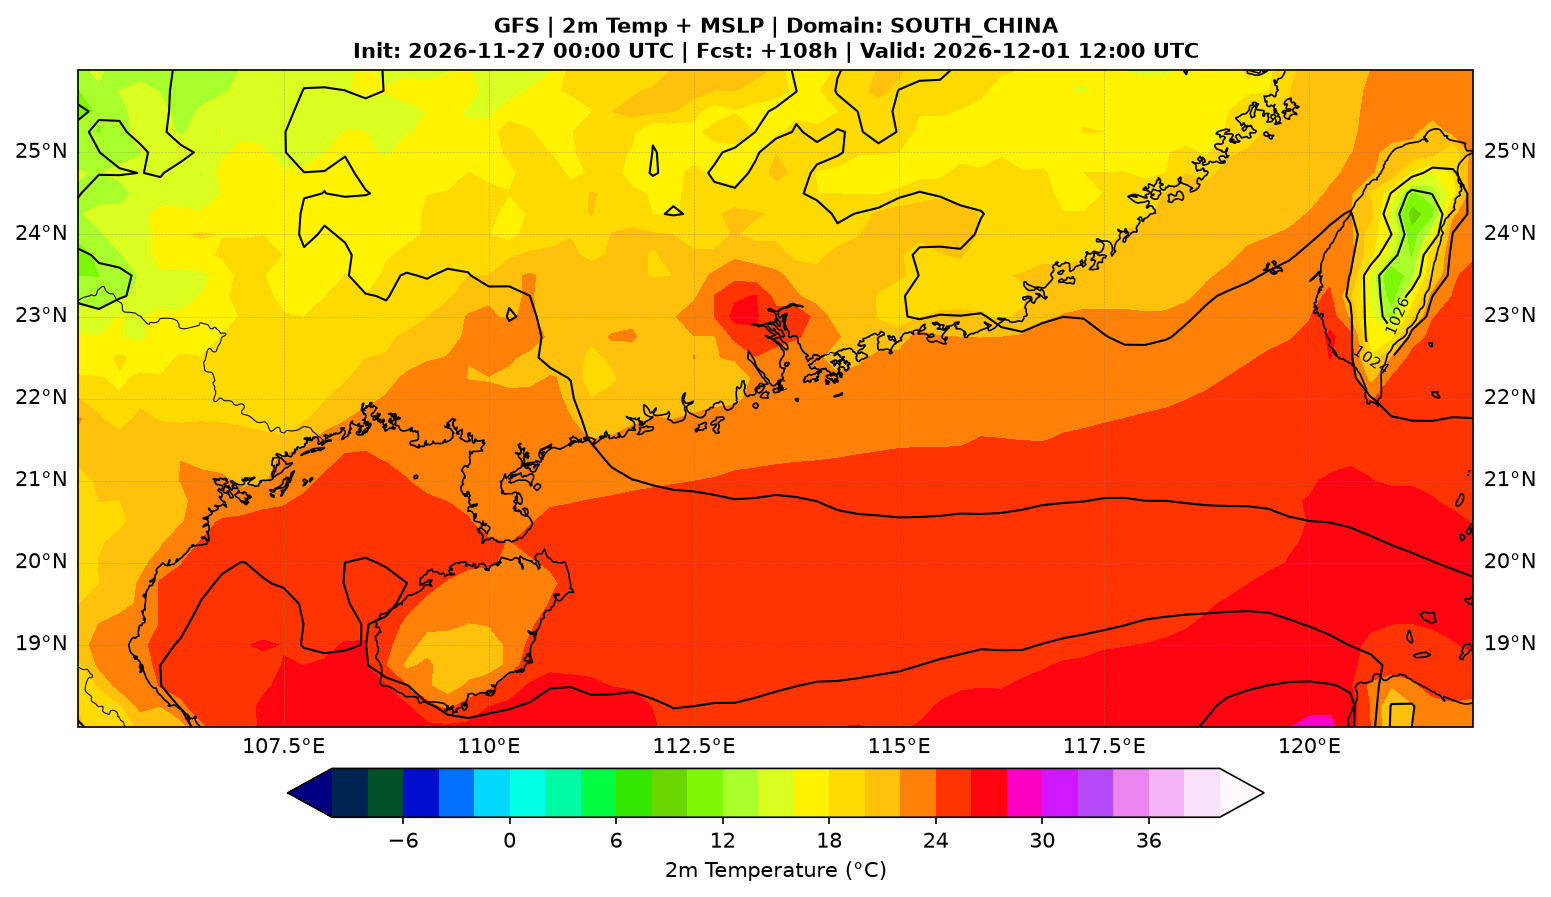 GFS | 2m Temp + MSLP | Domain: SOUTH_CHINA
Init: 2026-11-27 00:00 UTC | Fcst: +108h | Valid: 2026-12-01 12:00 UTC
25°N 25°N
24°N 24°N
1026
23°N 23°N
1024
22°N 22°N
21°N 21°N
20°N 20°N
19°N 19°N
107.5°E 110°E 112.5°E 115°E 117.5°E 120°E
−6 0 6 12 18 24 30 36
2m Temperature (°C)